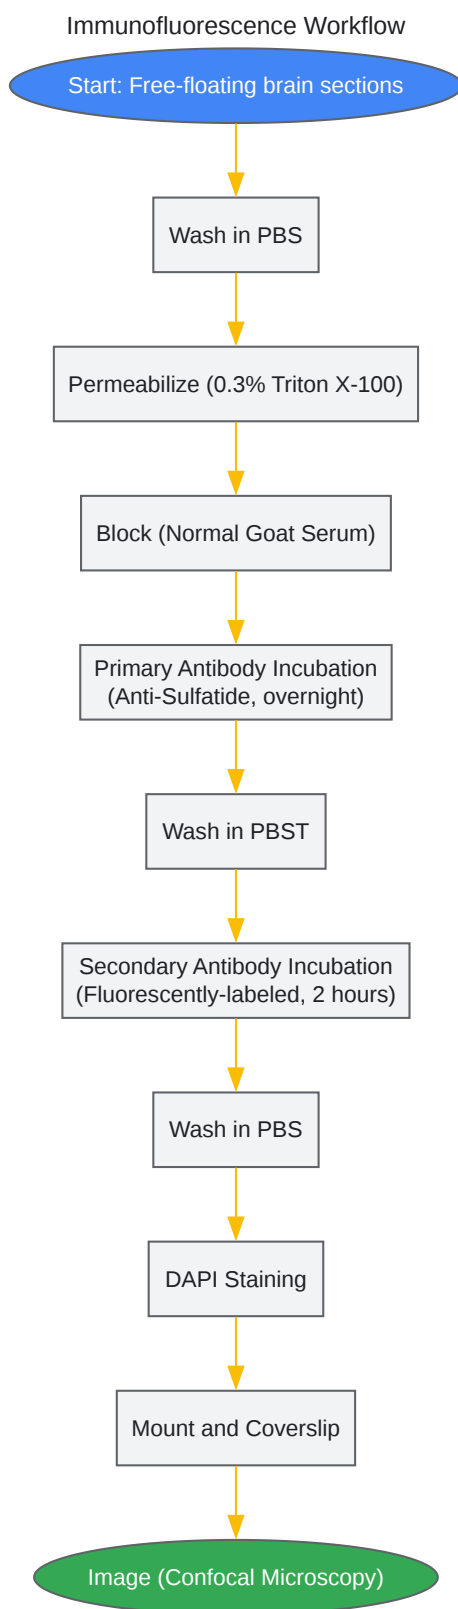 Immunofluorescence Workflow
Start: Free-floating brain sections
Wash in PBS
Permeabilize (0.3% Triton X-100)
Block (Normal Goat Serum)
Primary Antibody Incubation
(Anti-Sulfatide, overnight)
Wash in PBST
Secondary Antibody Incubation
(Fluorescently-labeled, 2 hours)
Wash in PBS
DAPI Staining
Mount and Coverslip
Image (Confocal Microscopy)